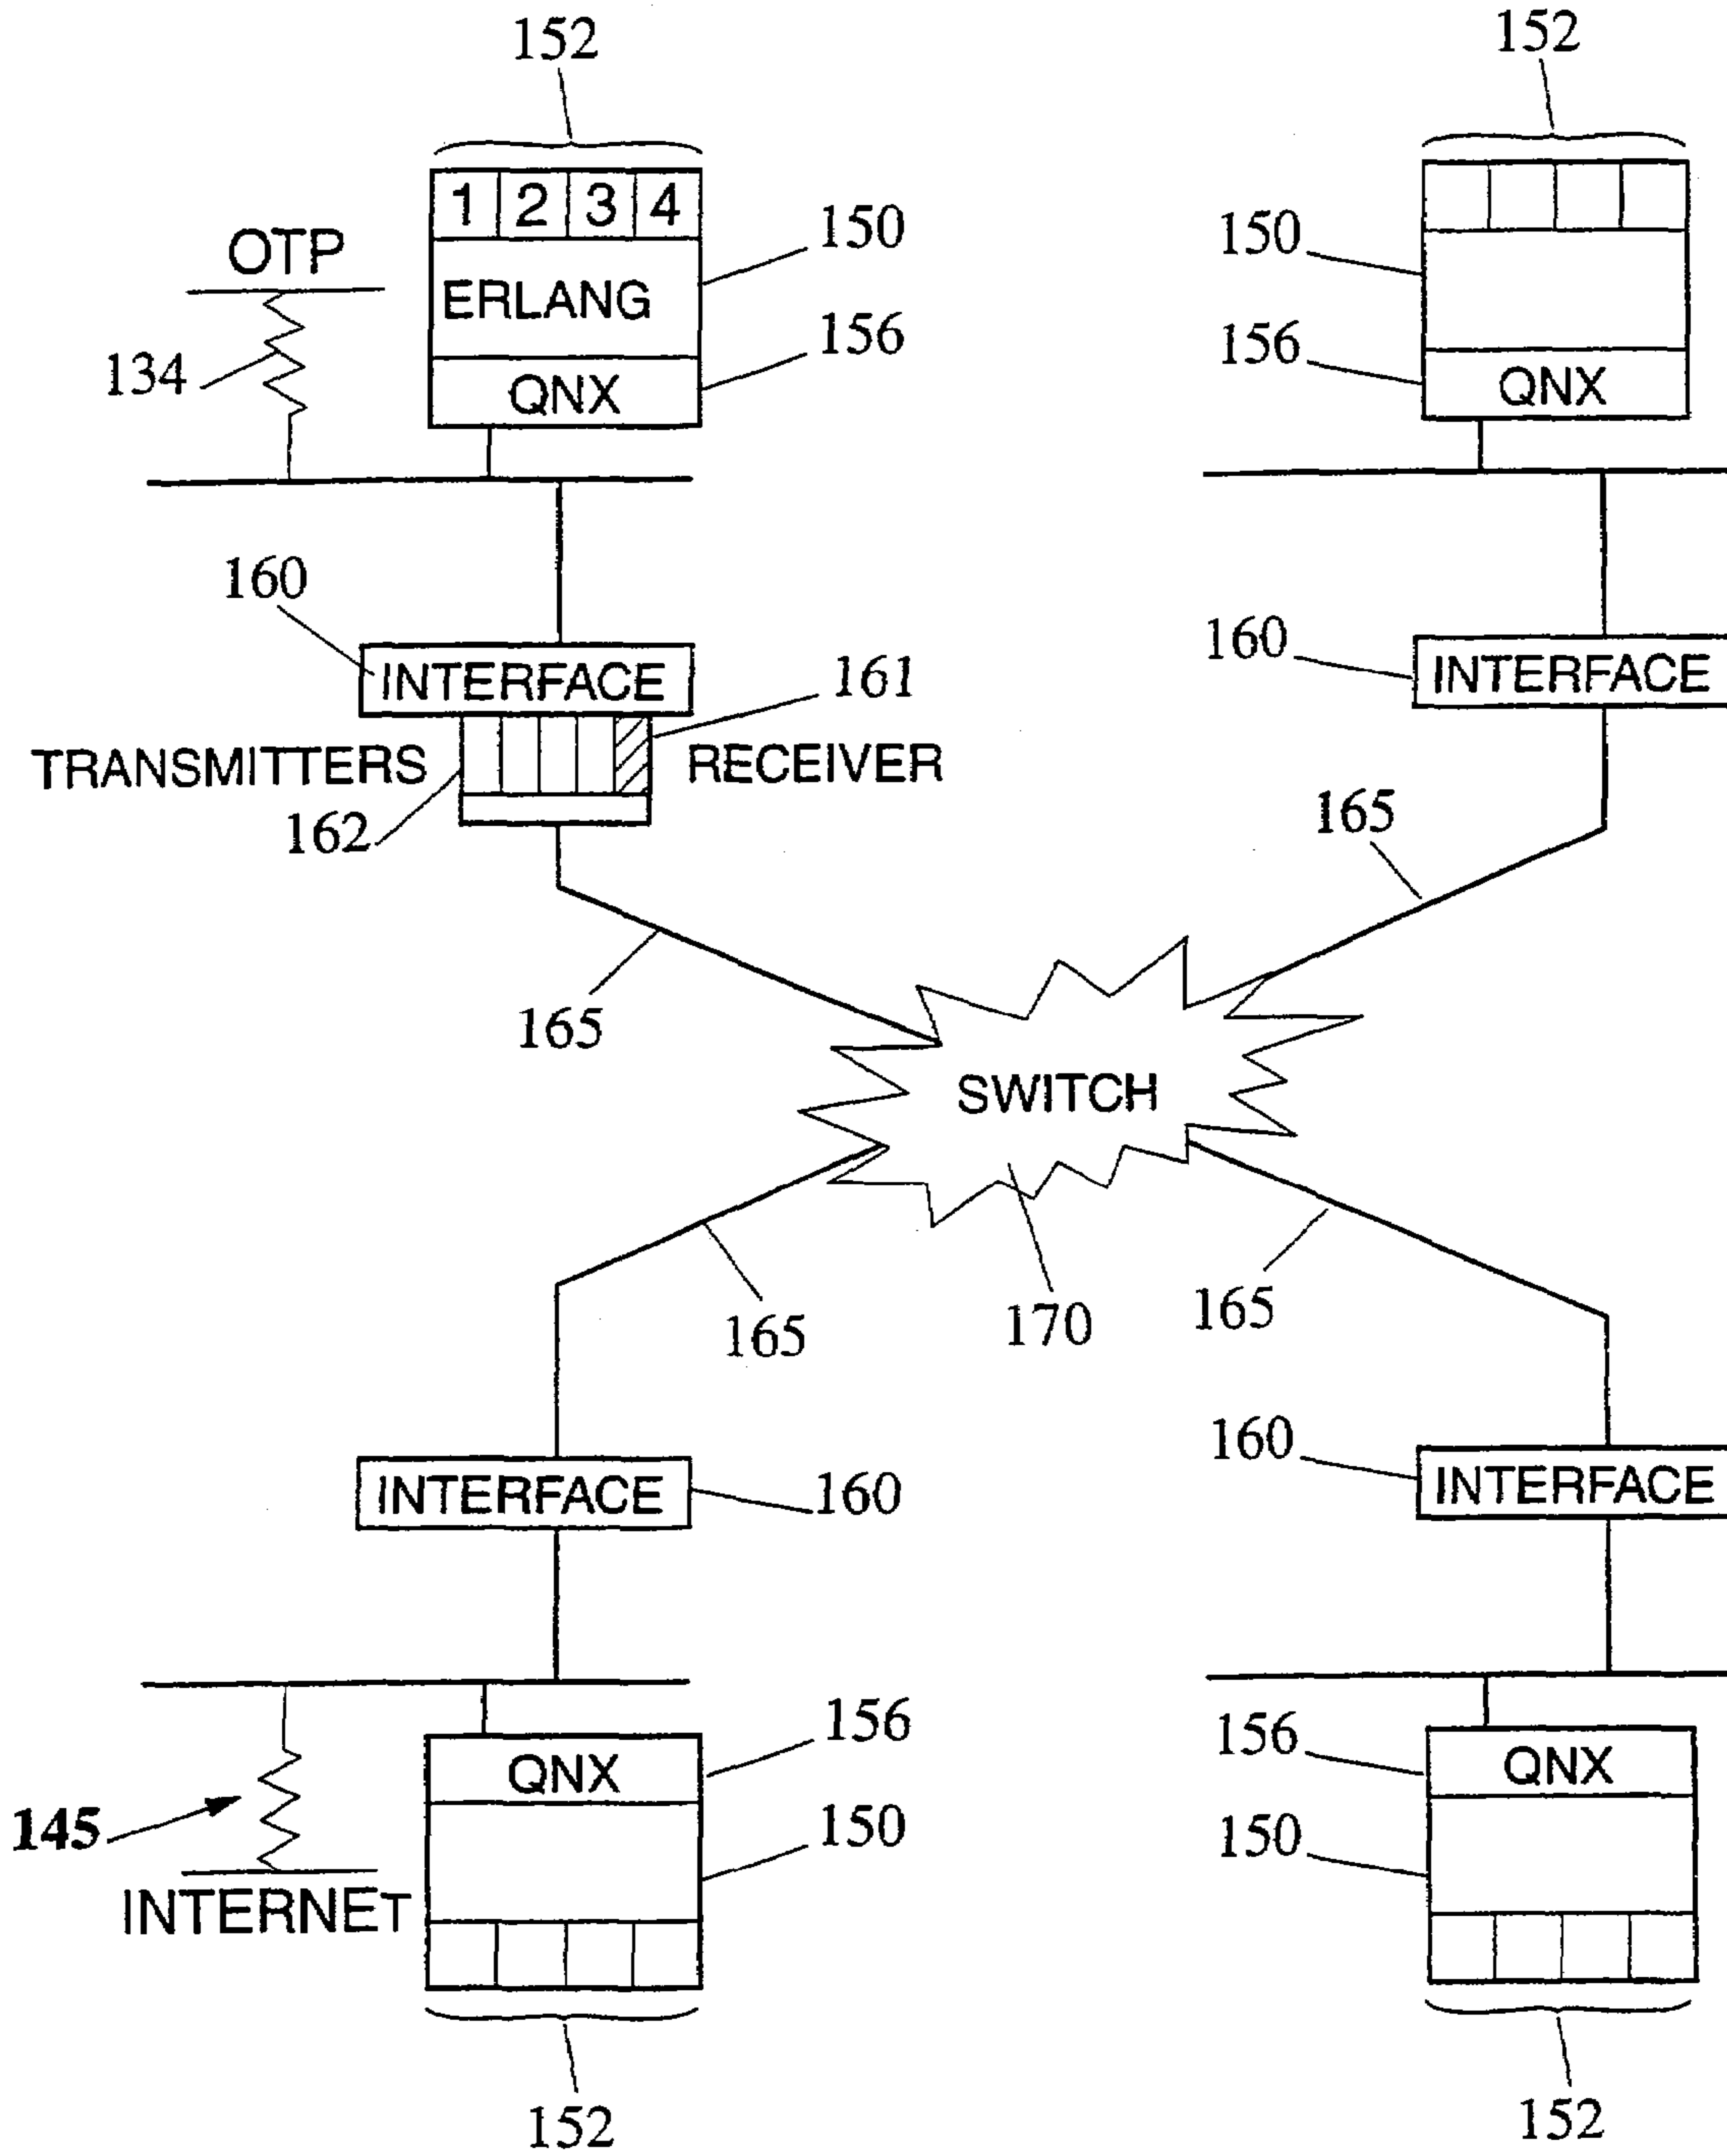 152
152
1 2 3 4
OTP
150
150
ERLANG
134
156
156
QNX
QNX
160
160
INTERFACE
161
INTERFACE
TRANSMITTERS
RECEIVER
162
165
165
SWITCH
165
165
170
160
INTERFACE
160
INTERFACE
156
QNX
156
QNX
145
150
150
INTERNET
152
152